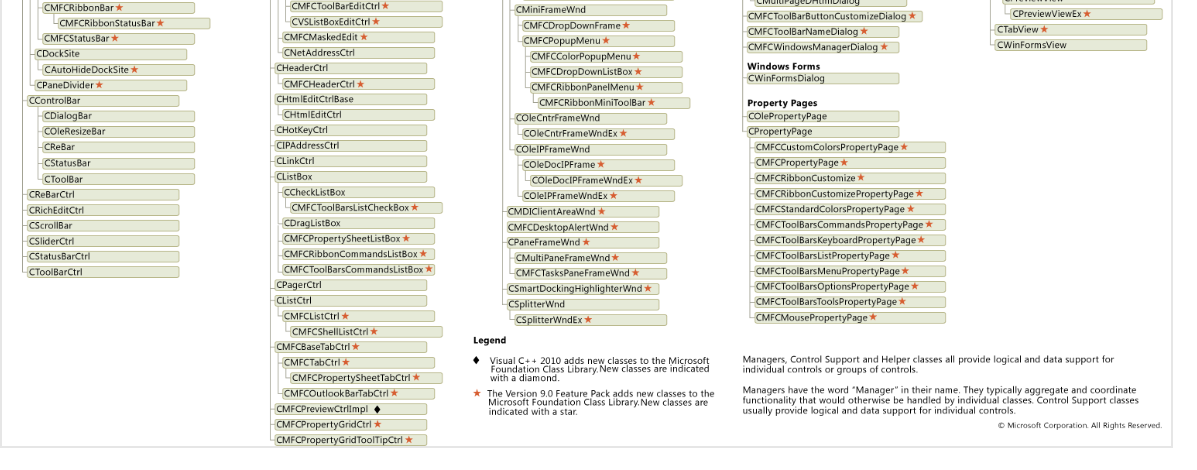 CMFCRibbonBar ★
CMFCRibbonStatusBar ★
CMFCStatusBar ★
CDockSite
CAutoHideDockSite ★
CPaneDivider ★
CControlBar
CDialogBar
COleResizeBar
CReBar
CStatusBar
CToolBar
CReBarCtrl
CRichEditCtrl
CScrollBar
CSliderCtrl
CStatusBarCtrl
CToolBarCtrl
CMFCToolBarEditCtrl ★
CVSListBoxEditCtrl ★
CMFCMaskedEdit ★
CNetAddressCtrl
CHeaderCtrl
CMFCHeaderCtrl ★
CHtmlEditCtrlBase
CHtmlEditCtrl
CHotKeyCtrl
CIPAddressCtrl
CLinkCtrl
CListBox
CCheckListBox
CMFCToolBarsListCheckBox ★
CDragListBox
CMFCPropertySheetListBox ★
CMFCRibbonCommandsListBox ★
CMFCToolBarsCommandsListBox ★
CPagerCtrl
CListCtrl
CMFCListCtrl ★
CMFCShellListCtrl ★
CMFCBaseTabCtrl ★
CMFCTabCtrl ★
CMFCPropertySheetTabCtrl ★
CMFCOutlookBarTabCtrl ★
CMFCPreviewCtrlImpl ♦
CMFCPropertyGridCtrl ★
CMFCPropertyGridToolTipCtrl ★
CMiniFrameWnd
CMFCDropDownFrame ★
CMFCPopupMenu ★
CMFCColorPopupMenu ★
CMFCDropDownListBox ★
CMFCRibbonPanelMenu ★
CMFCRibbonMiniToolBar ★
COleCntrFrameWnd
COleCntrFrameWndEx ★
COleIPFrameWnd
COleDocIPFrame ★
COleDocIPFrameWndEx ★
COleIPFrameWndEx ★
CMDIClientAreaWnd ★
CMFCDesktopAlertWnd ★
CPaneFrameWnd ★
CMultiPaneFrameWnd ★
CMFCTasksPaneFrameWnd ★
CSmartDockingHighlighterWnd ★
CSplitterWnd
CSplitterWndEx ★
Legend
♦ Visual C++ 2010 adds new classes to the Microsoft
Foundation Class Library.New classes are indicated
with a diamond.
★ The Version 9.0 Feature Pack adds new classes to the
Microsoft Foundation Class Library.New classes are
indicated with a star.
CMultiPageDHtmlDialog
CMFCToolBarButtonCustomizeDialog ★
CMFCToolBarNameDialog ★
CMFCWindowsManagerDialog ★
Windows Forms
CWinFormsDialog
Property Pages
COlePropertyPage
CPropertyPage
CMFCCustomColorsPropertyPage ★
CMFCPropertyPage ★
CMFCRibbonCustomize ★
CMFCRibbonCustomizePropertyPage ★
CMFCStandardColorsPropertyPage ★
CMFCToolBarsCommandsPropertyPage ★
CMFCToolBarsKeyboardPropertyPage ★
CMFCToolBarsListPropertyPage ★
CMFCToolBarsMenuPropertyPage ★
CMFCToolBarsOptionsPropertyPage ★
CMFCToolBarsToolsPropertyPage ★
CMFCMousePropertyPage ★
CPreviewViewEx ★
CTabView ★
CWinFormsView
Managers, Control Support and Helper classes all provide logical and data support for
individual controls or groups of controls.
Managers have the word "Manager" in their name. They typically aggregate and coordinate
functionality that would otherwise be handled by individual classes. Control Support classes
usually provide logical and data support for individual controls.
© Microsoft Corporation. All Rights Reserved.